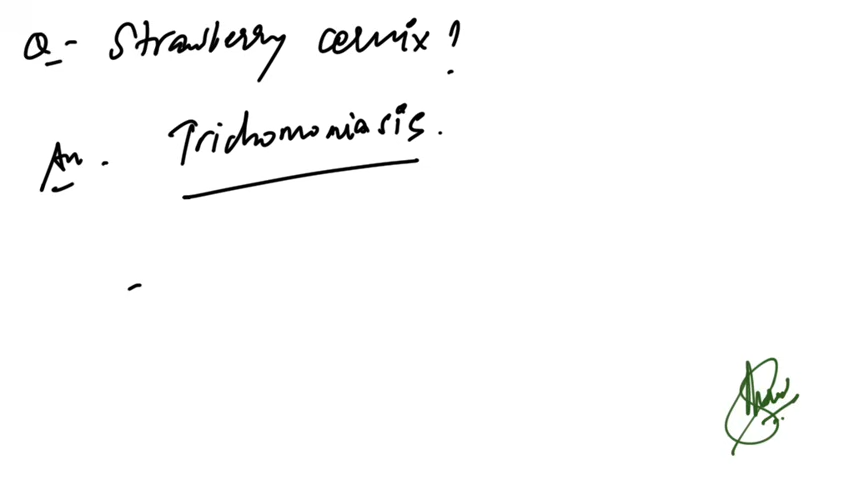 Q - Strawberry cervix?
An. Trichomoniasis.
-